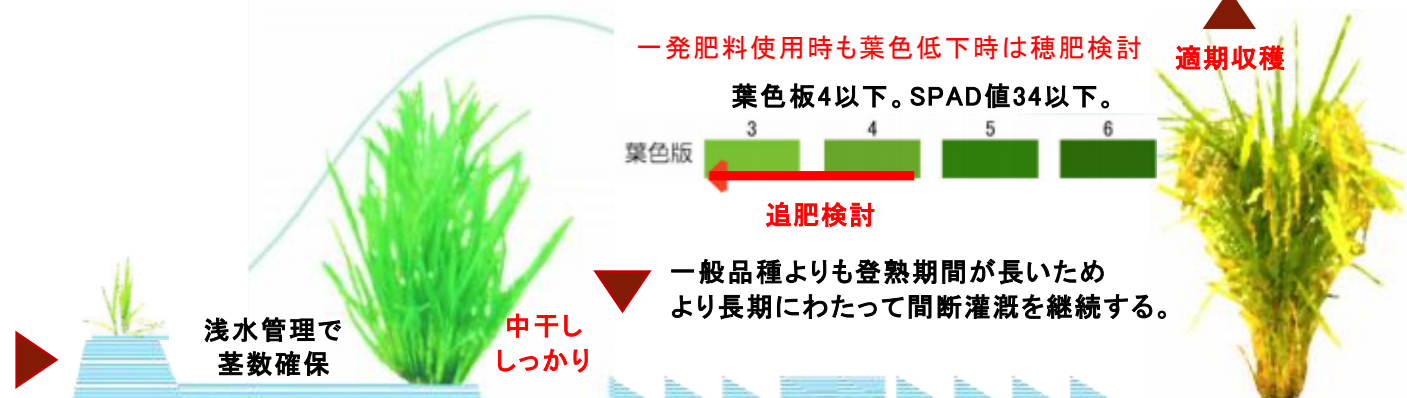 一発肥料使用時も葉色低下時は穂肥検討
適期収穫
葉色板4以下。SPAD値34以下。
3 4 5 6
葉色版
追肥検討
一般品種よりも登熟期間が長いため
より長期にわたって間断灌漑を継続する。
浅水管理で
茎数確保
中干し
しっかり